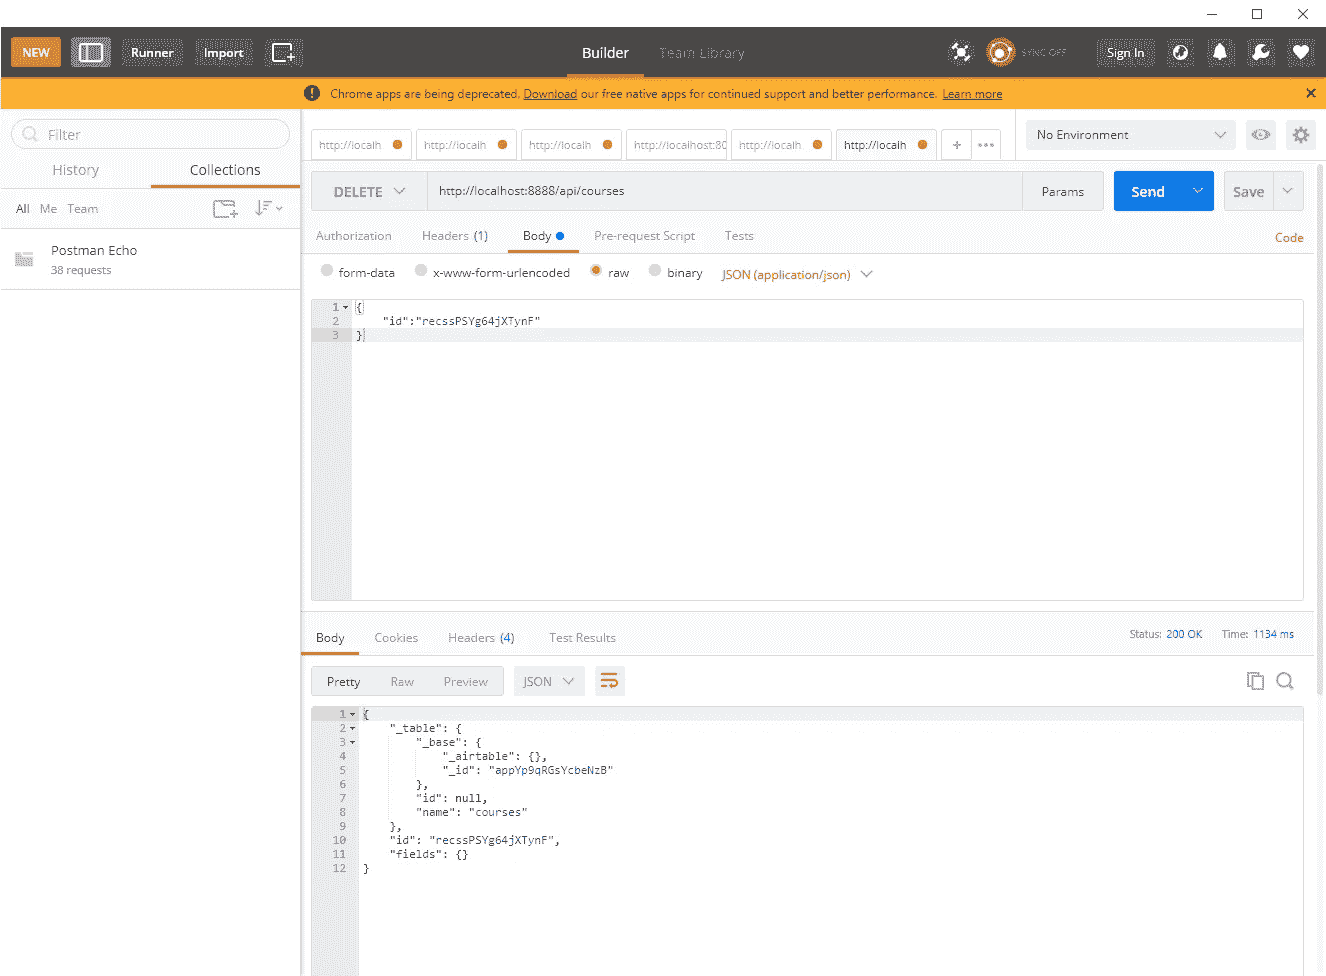 NEW Runner Import Builder Team Library SYNC OFF Sign In
Chrome apps are being deprecated. Download our free native apps for continued support and better performance. Learn more
Filter
History Collections
All Me Team
Postman Echo
38 requests
http://localh http://localh http://localh http://localhost:80 http://localh http://localh + •••
No Environment
DELETE http://localhost:8888/api/courses Params Send Save
Authorization Headers (1) Body Pre-request Script Tests Code
form-data x-www-form-urlencoded raw binary JSON (application/json)
1 {
2 "id":"recssPSYg64jXTynF"
3 }
Body Cookies Headers (4) Test Results Status: 200 OK Time: 1134 ms
Pretty Raw Preview JSON
1 {
2 "_table": {
3 "_base": {
4 "_airtable": {},
5 "_id": "appYp9qRGsYcbeNzB"
6 },
7 "id": null,
8 "name": "courses"
9 },
10 "id": "recssPSYg64jXTynF",
11 "fields": {}
12 }